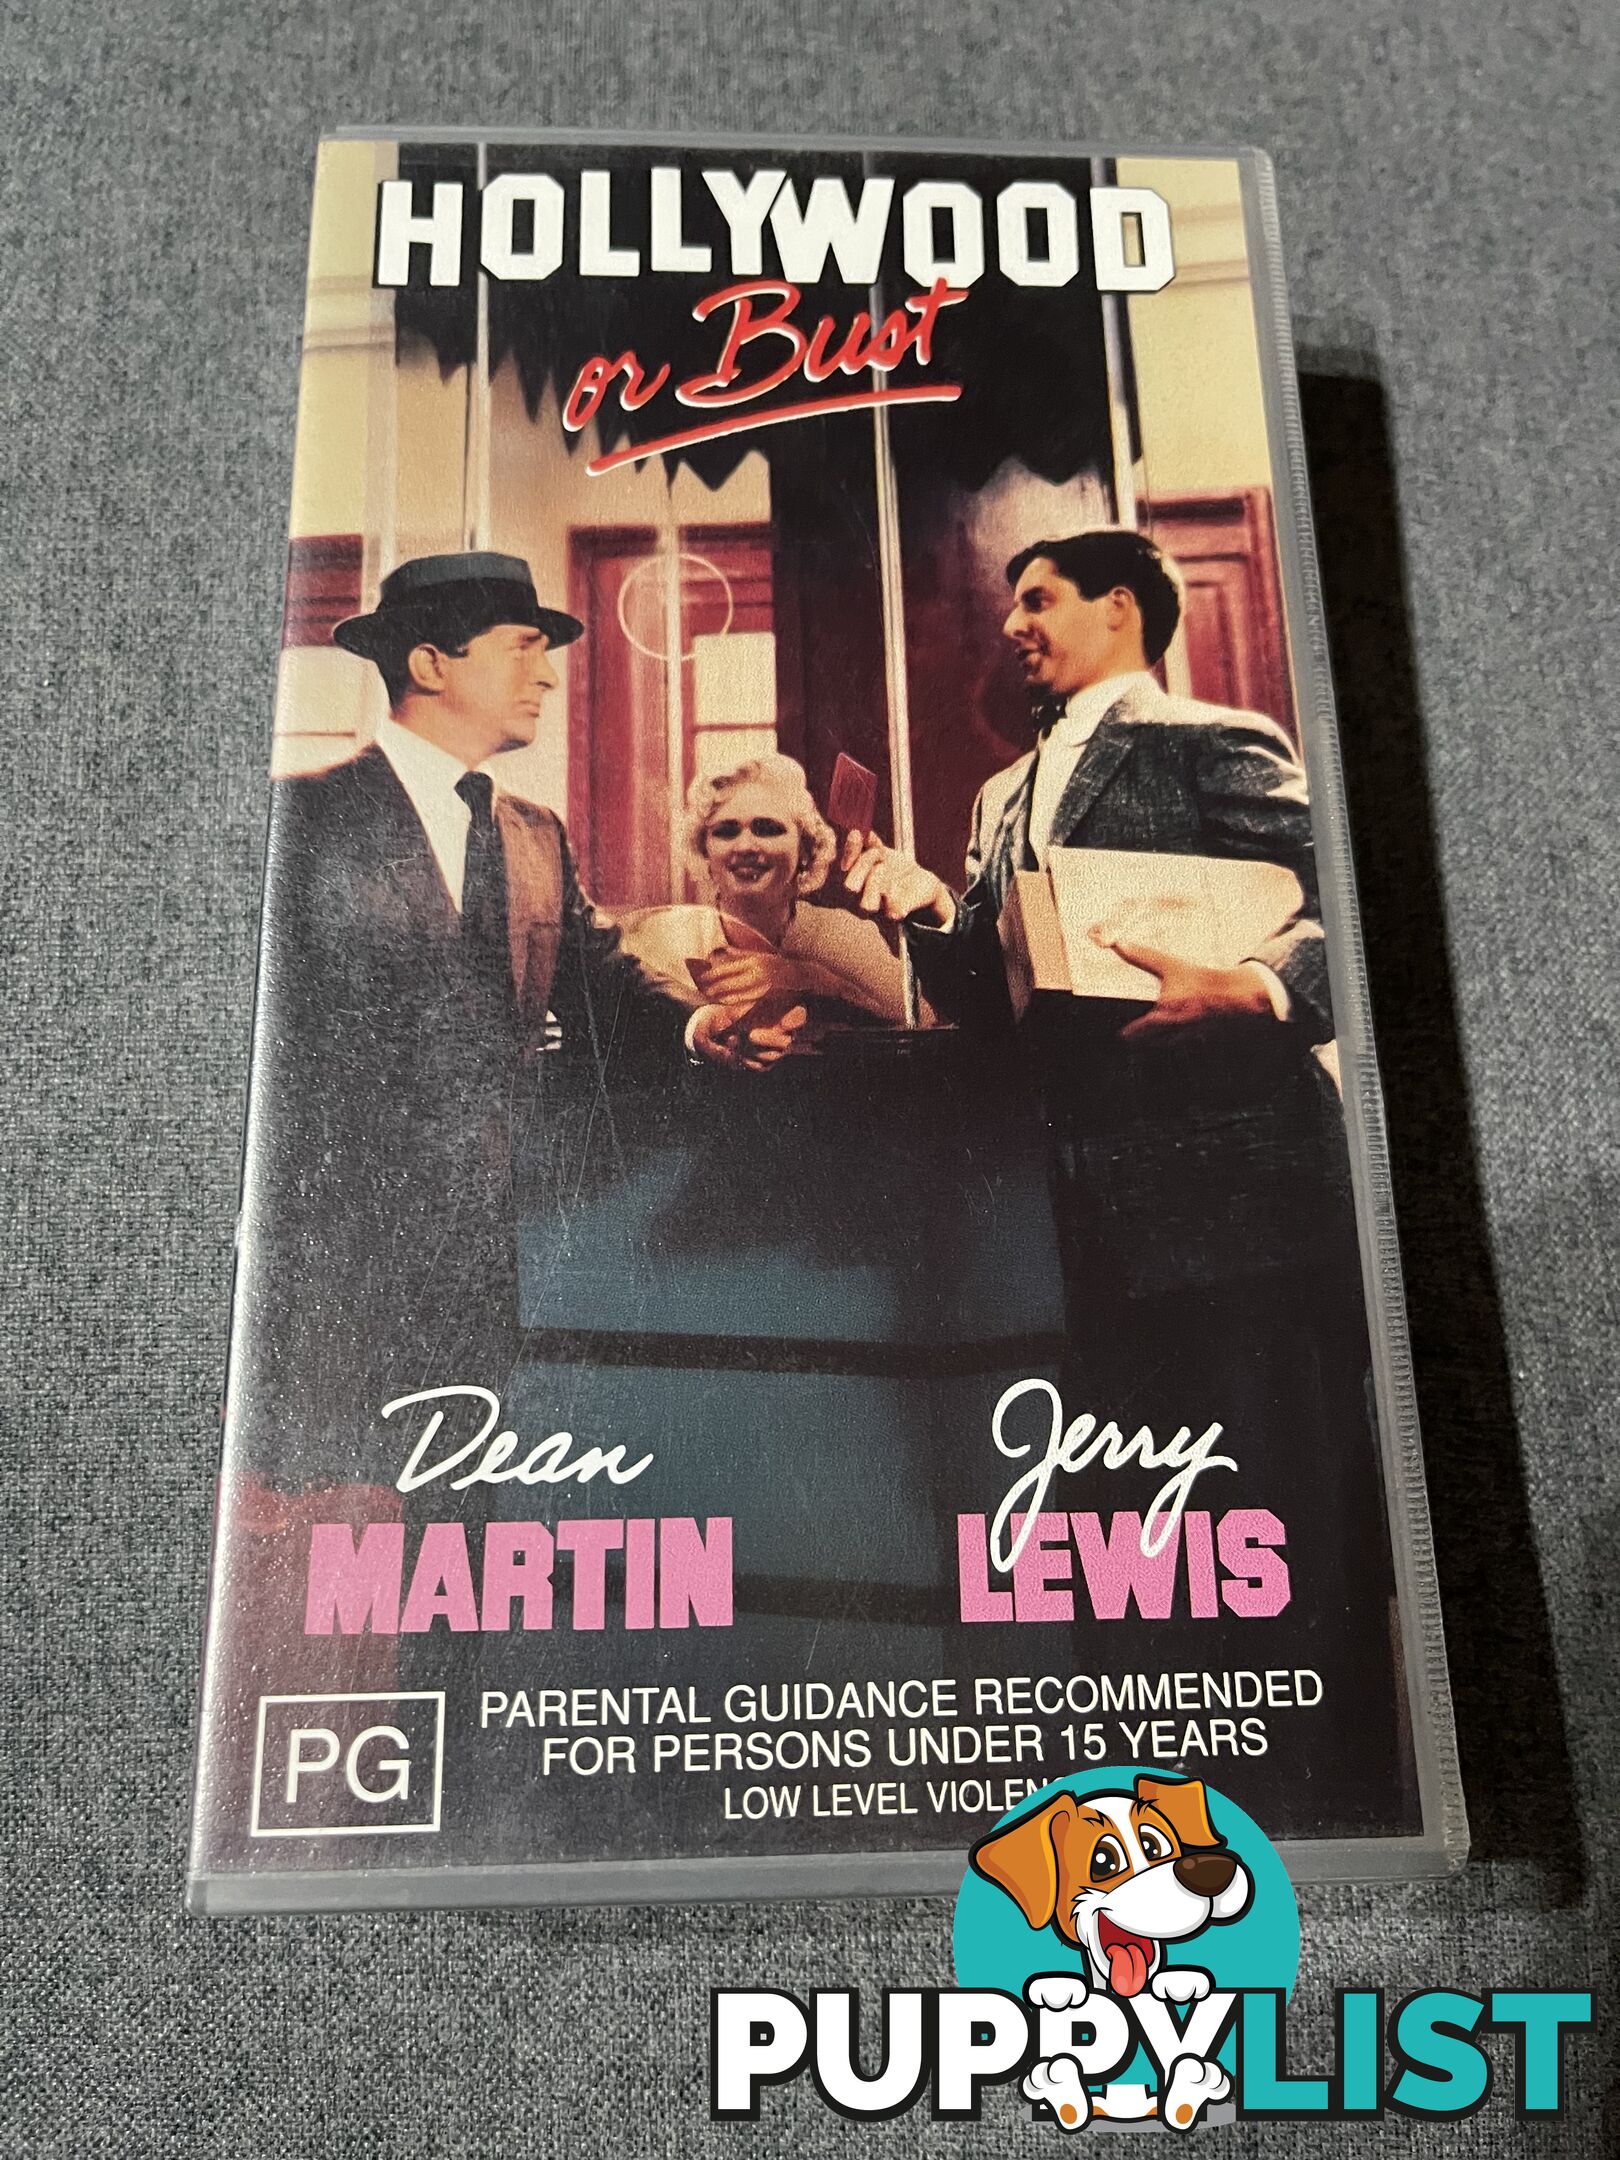 HOLLYWOOD
or Bust
Dean Jerry
MARTIN LEWIS
PG
PARENTAL GUIDANCE RECOMMENDED
FOR PERSONS UNDER 15 YEARS
LOW LEVEL
PUPPYLIST